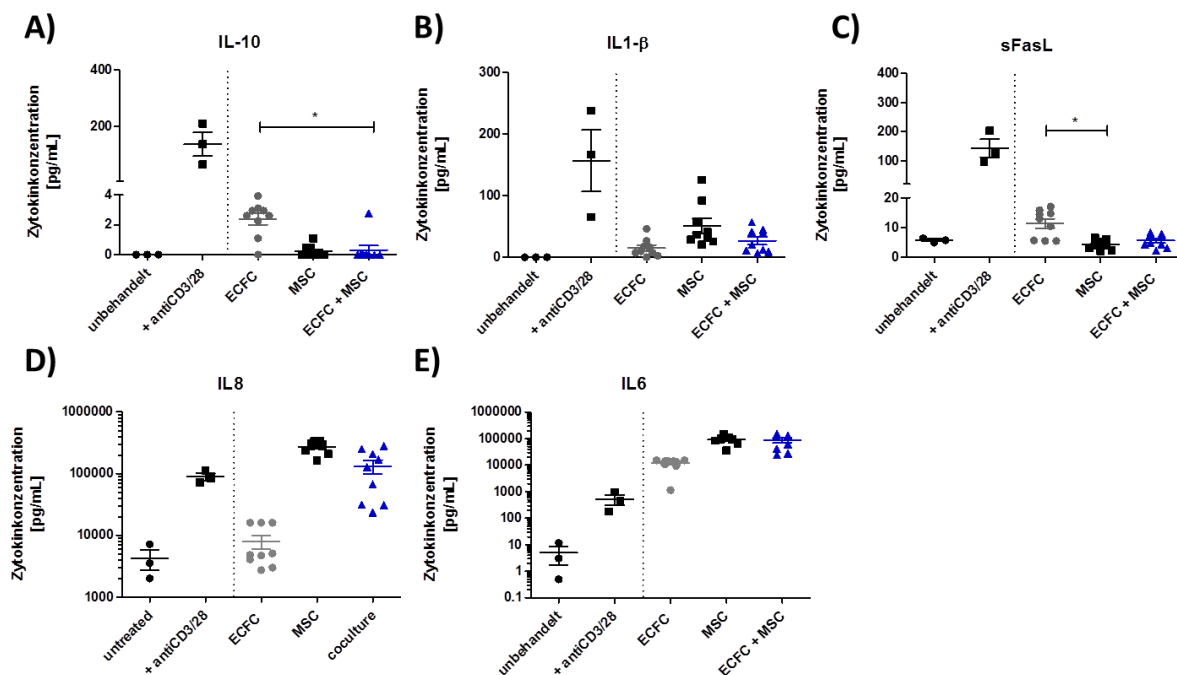 A)
IL-10
Zytokinkonzentration
[pg/mL]
400
200
6
4
2
0
*
unbehandelt
+ antiCD3/28
ECFC
MSC
ECFC + MSC
B)
IL1-β
Zytokinkonzentration
[pg/mL]
300
200
100
0
unbehandelt
+ antiCD3/28
ECFC
MSC
ECFC + MSC
C)
sFasL
Zytokinkonzentration
[pg/mL]
400
300
200
100
20
10
0
*
unbehandelt
+ antiCD3/28
ECFC
MSC
ECFC + MSC
D)
IL8
Zytokinkonzentration
[pg/mL]
1000000
100000
10000
1000
untreated
+ antiCD3/28
ECFC
MSC
coculture
E)
IL6
Zytokinkonzentration
[pg/mL]
1000000
100000
10000
1000
100
10
1
0.1
unbehandelt
+ antiCD3/28
ECFC
MSC
ECFC + MSC